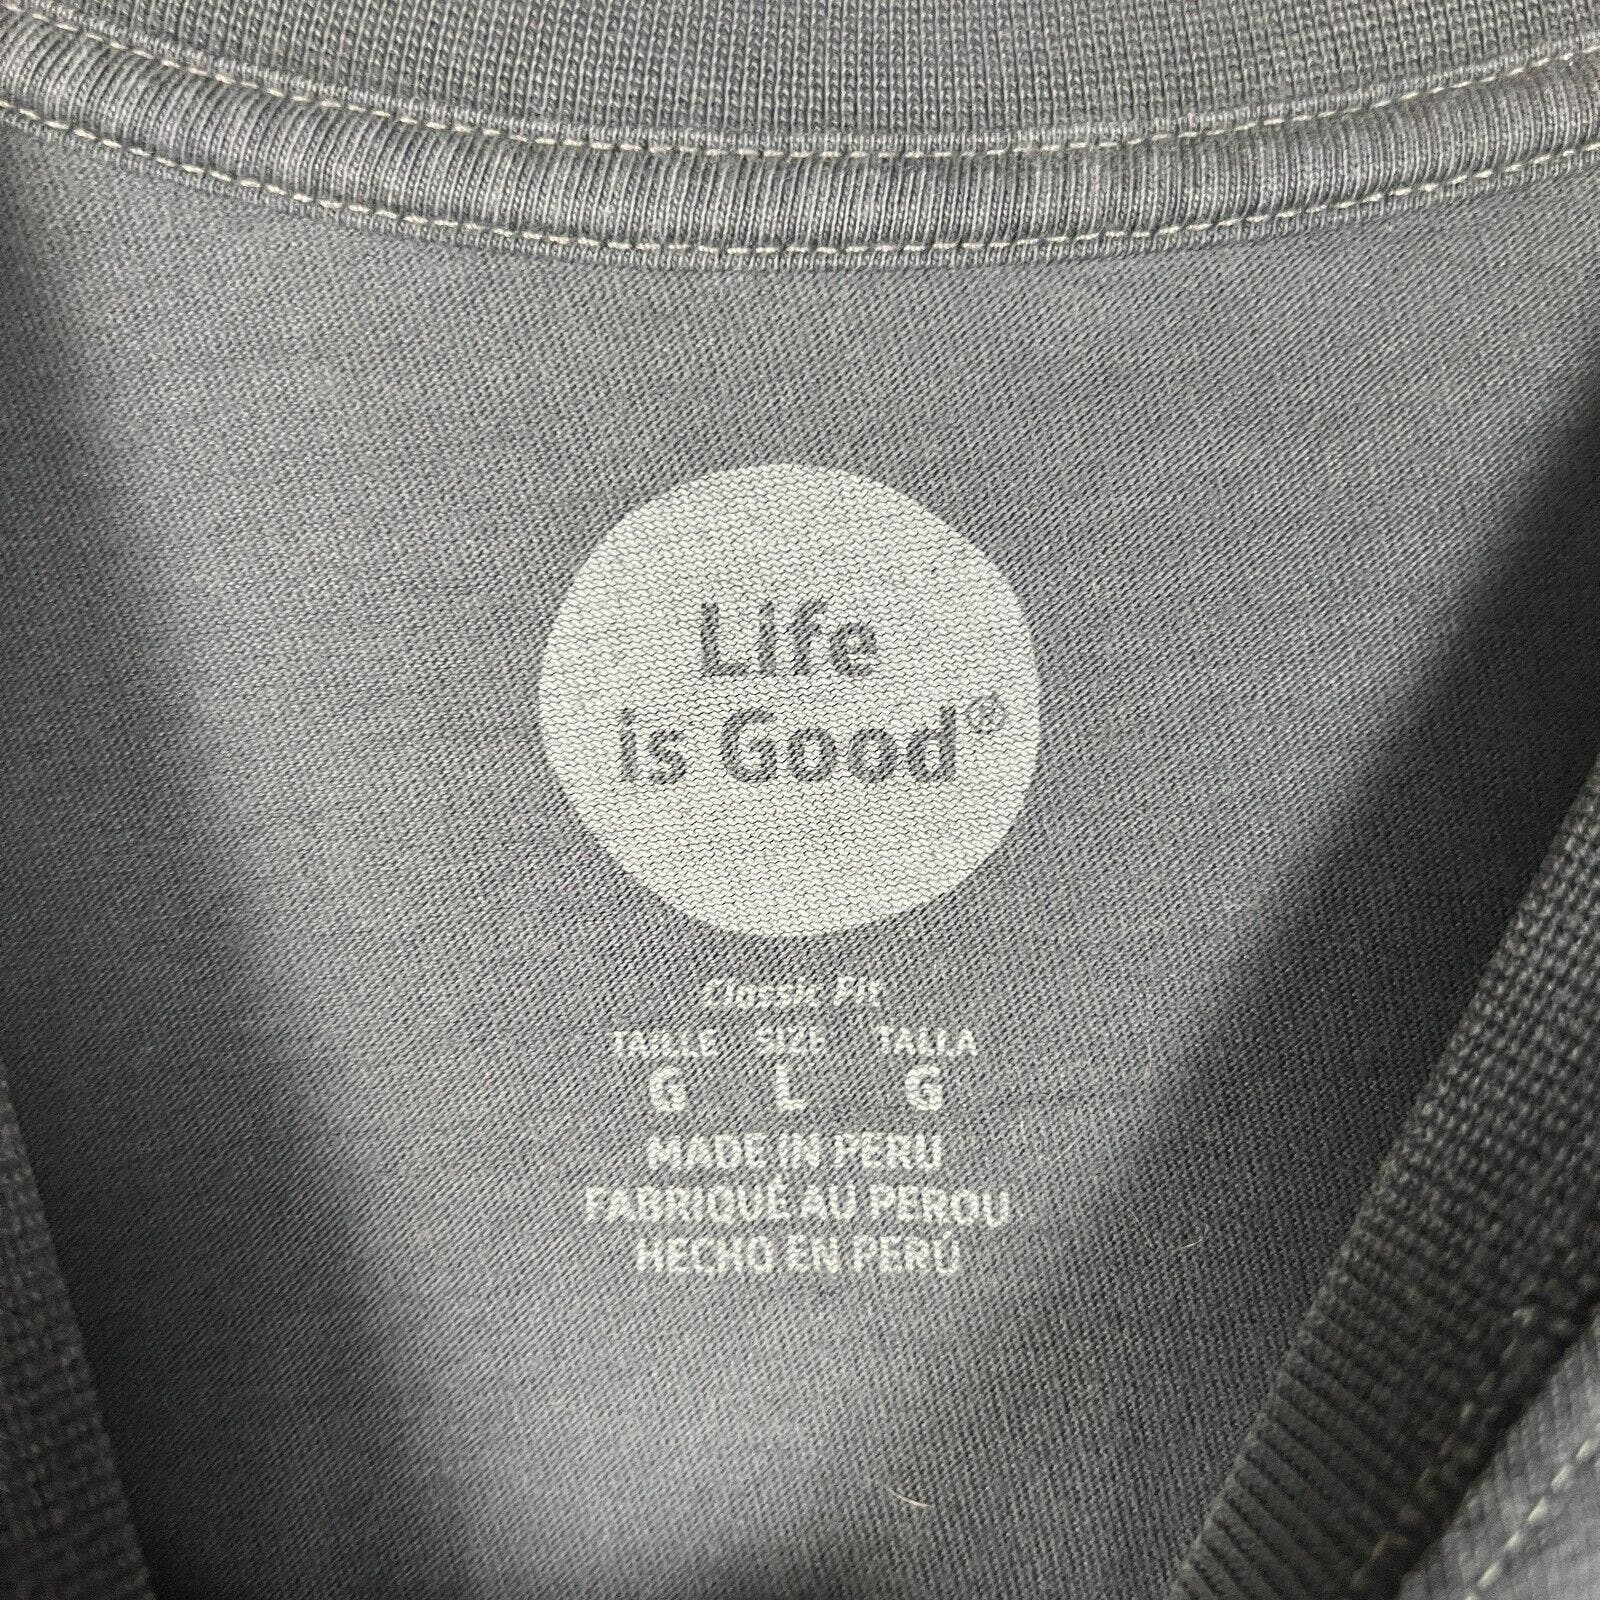 Life
is Good®
Classic Fit
TAILLE SIZE TALLA
G L G
MADE IN PERU
FABRIQUÉ AU PEROU
HECHO EN PERÚ